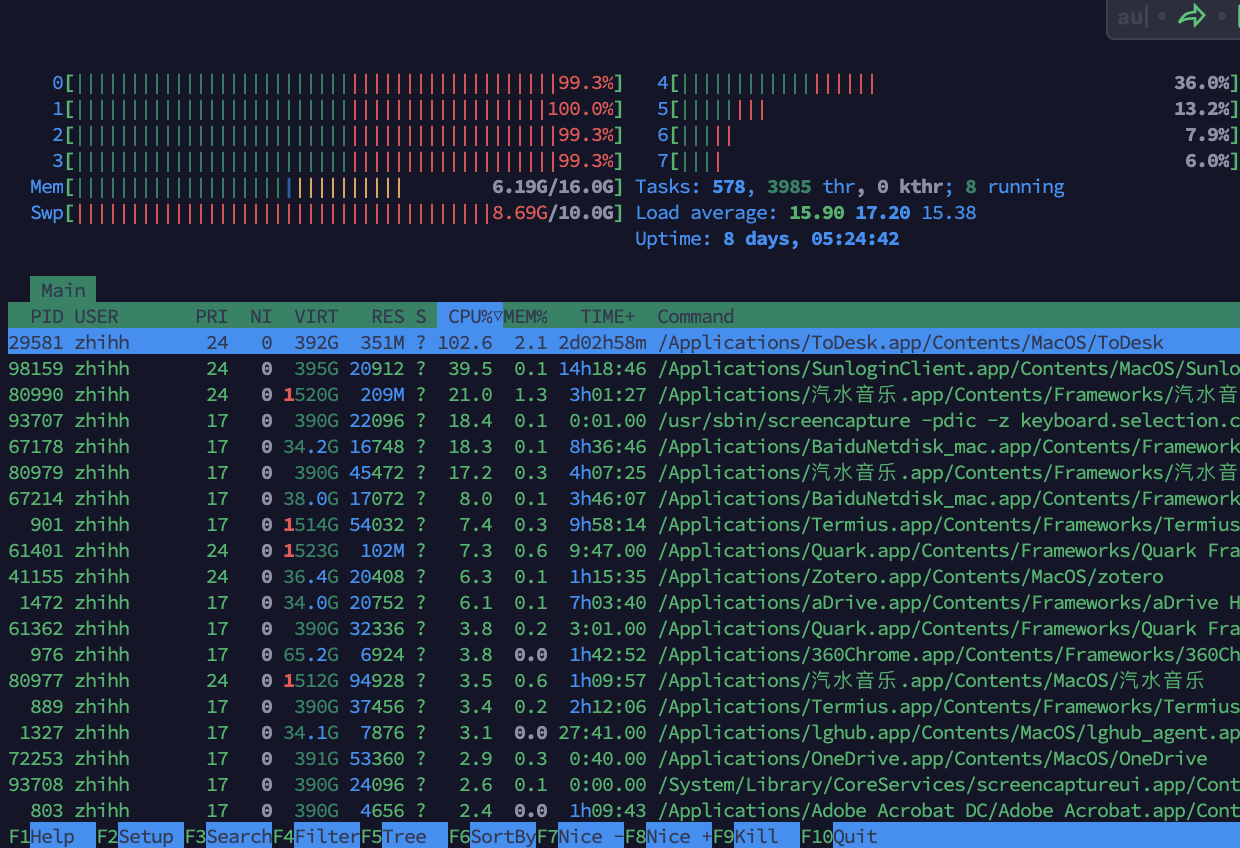 au
0[99.3%] 4[36.0%]
1[100.0%] 5[13.2%]
2[99.3%] 6[7.9%]
3[99.3%] 7[6.0%]
Mem[6.19G/16.0G] Tasks: 578, 3985 thr, 0 kthr; 8 running
Swp[8.69G/10.0G] Load average: 15.90 17.20 15.38
Uptime: 8 days, 05:24:42
Main
PID USER PRI NI VIRT RES S CPU%▽MEM% TIME+ Command
29581 zhihh 24 0 392G 351M ? 102.6 2.1 2d02h58m /Applications/ToDesk.app/Contents/MacOS/ToDesk
98159 zhihh 24 0 395G 20912 ? 39.5 0.1 14h18:46 /Applications/SunloginClient.app/Contents/MacOS/Sunlo
80990 zhihh 24 0 1520G 209M ? 21.0 1.3 3h01:27 /Applications/汽水音乐.app/Contents/Frameworks/汽水音
93707 zhihh 17 0 390G 22096 ? 18.4 0.1 0:01.00 /usr/sbin/screencapture -pdic -z keyboard.selection.c
67178 zhihh 17 0 34.2G 16748 ? 18.3 0.1 8h36:46 /Applications/BaiduNetdisk_mac.app/Contents/Framework
80979 zhihh 17 0 390G 45472 ? 17.2 0.3 4h07:25 /Applications/汽水音乐.app/Contents/Frameworks/汽水音
67214 zhihh 17 0 38.0G 17072 ? 8.0 0.1 3h46:07 /Applications/BaiduNetdisk_mac.app/Contents/Framework
901 zhihh 17 0 1514G 54032 ? 7.4 0.3 9h58:14 /Applications/Termius.app/Contents/Frameworks/Termius
61401 zhihh 24 0 1523G 102M ? 7.3 0.6 9:47.00 /Applications/Quark.app/Contents/Frameworks/Quark Fra
41155 zhihh 24 0 36.4G 20408 ? 6.3 0.1 1h15:35 /Applications/Zotero.app/Contents/MacOS/zotero
1472 zhihh 17 0 34.0G 20752 ? 6.1 0.1 7h03:40 /Applications/aDrive.app/Contents/Frameworks/aDrive H
61362 zhihh 17 0 390G 32336 ? 3.8 0.2 3:01.00 /Applications/Quark.app/Contents/Frameworks/Quark Fra
976 zhihh 17 0 65.2G 6924 ? 3.8 0.0 1h42:52 /Applications/360Chrome.app/Contents/Frameworks/360Ch
80977 zhihh 24 0 1512G 94928 ? 3.5 0.6 1h09:57 /Applications/汽水音乐.app/Contents/MacOS/汽水音乐
889 zhihh 17 0 390G 37456 ? 3.4 0.2 2h12:06 /Applications/Termius.app/Contents/Frameworks/Termius
1327 zhihh 17 0 34.1G 7876 ? 3.1 0.0 27:41.00 /Applications/lghub.app/Contents/MacOS/lghub_agent.ap
72253 zhihh 17 0 391G 53360 ? 2.9 0.3 0:40.00 /Applications/OneDrive.app/Contents/MacOS/OneDrive
93708 zhihh 17 0 390G 24096 ? 2.6 0.1 0:00.00 /System/Library/CoreServices/screencaptureui.app/Cont
803 zhihh 17 0 390G 4656 ? 2.4 0.0 1h09:43 /Applications/Adobe Acrobat DC/Adobe Acrobat.app/Cont
F1Help F2Setup F3SearchF4FilterF5Tree F6SortByF7Nice -F8Nice +F9Kill F10Quit